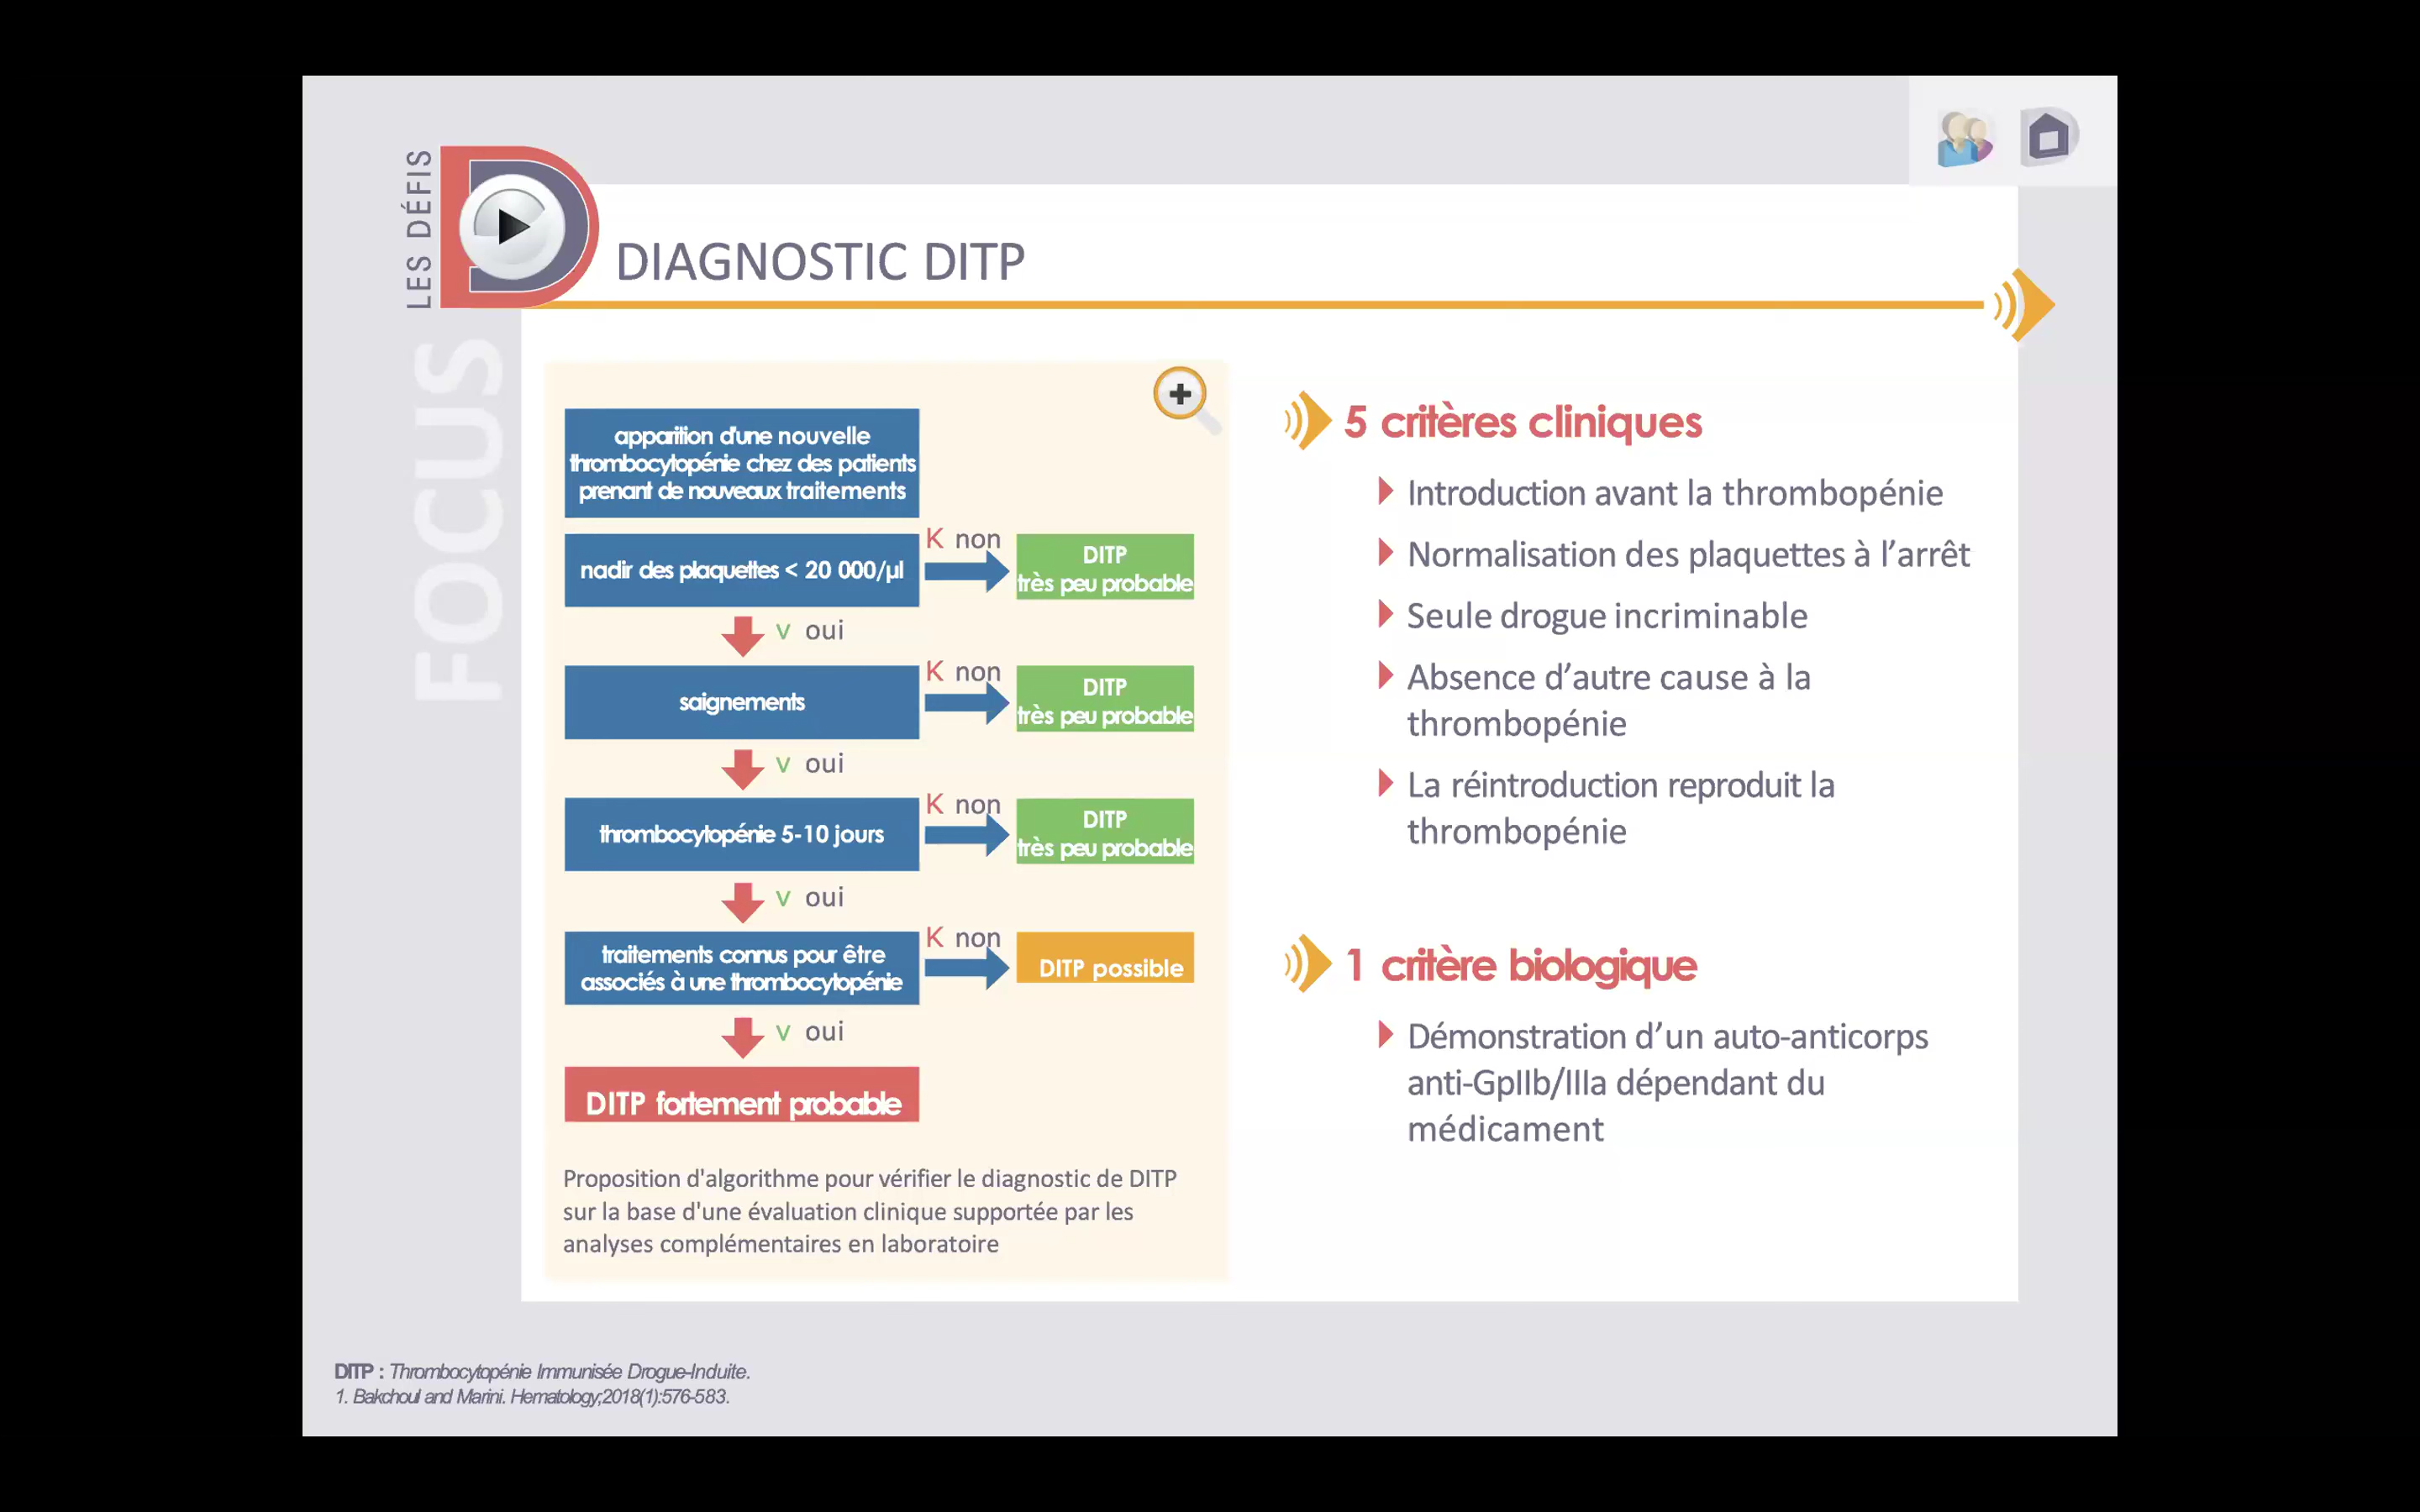 LES DÉFIS
FOCUS
DIAGNOSTIC DITP
apparition d'une nouvelle
thrombocytopénie chez des patients
prenant de nouveaux traitements
nadir des plaquettes < 20 000/µl
K non
DITP
très peu probable
v oui
saignements
K non
DITP
très peu probable
v oui
thrombocytopénie 5-10 jours
K non
DITP
très peu probable
v oui
traitements connus pour être
associés à une thrombocytopénie
K non
DITP possible
v oui
DITP fortement probable
Proposition d'algorithme pour vérifier le diagnostic de DITP
sur la base d'une évaluation clinique supportée par les
analyses complémentaires en laboratoire
5 critères cliniques
Introduction avant la thrombopénie
Normalisation des plaquettes à l'arrêt
Seule drogue incriminable
Absence d'autre cause à la
thrombopénie
La réintroduction reproduit la
thrombopénie
1 critère biologique
Démonstration d'un auto-anticorps
anti-GpIIb/IIIa dépendant du
médicament
DITP : Thrombocytopénie Immunisée Drogue-Induite.
1. Bakchoul and Marini. Hematology;2018(1):576-583.